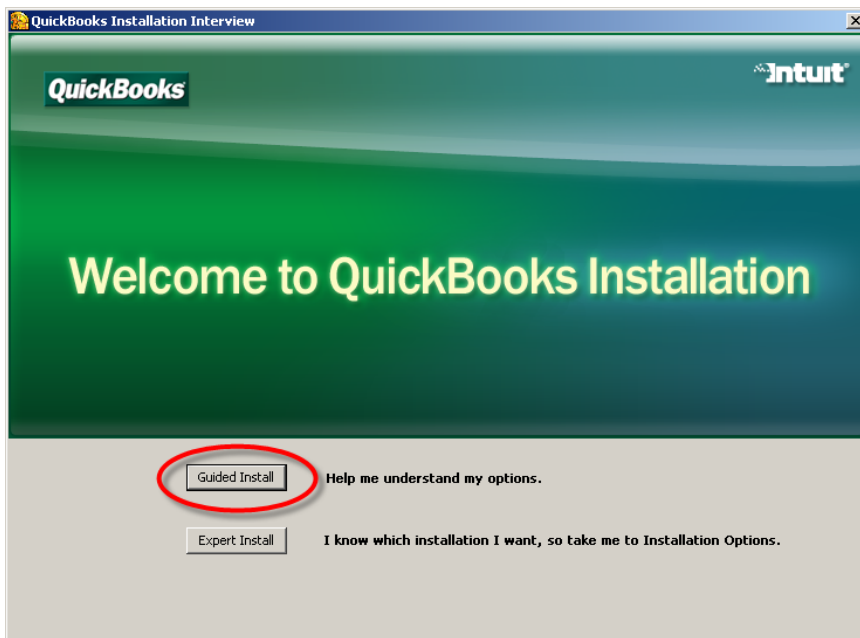 QuickBooks Installation Interview
QuickBooks
Intuit
Welcome to QuickBooks Installation
Guided Install Help me understand my options.
Expert Install I know which installation I want, so take me to Installation Options.